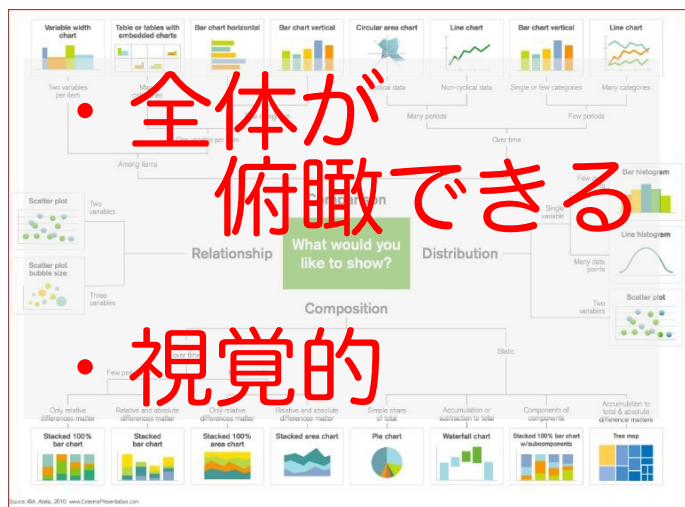 Variable width
chart
Table or tables with
embedded charts
Bar chart horizontal
Bar chart vertical
Circular area chart
Line chart
Bar chart vertical
Line chart
Two variables
per item
Non-cyclical data
Single or few categories
Many categories
Many periods
Few periods
Over time
Among items
・全体が
俯瞰できる
Comparison
Scatter plot
Two
variables
Scatter plot
bubble size
Three
variables
Relationship
What would you
like to show?
Distribution
Single
variable
Bar histogram
Many data
points
Line histogram
Two
variables
Scatter plot
Composition
・視覚的
over time
Static
Only relative
differences matter
Relative and absolute
differences matter
Only relative
differences matter
Relative and absolute
differences matter
Simple share
of total
Accumulation or
subtraction to total
Components of
components
Accumulation to
total & absolute
difference matters
Stacked 100%
bar chart
Stacked
bar chart
Stacked 100%
area chart
Stacked area chart
Pie chart
Waterfall chart
Stacked 100% bar chart
w/subcomponents
Tree map
Source: ©A. Abela, 2010. www.ExtremePresentation.com